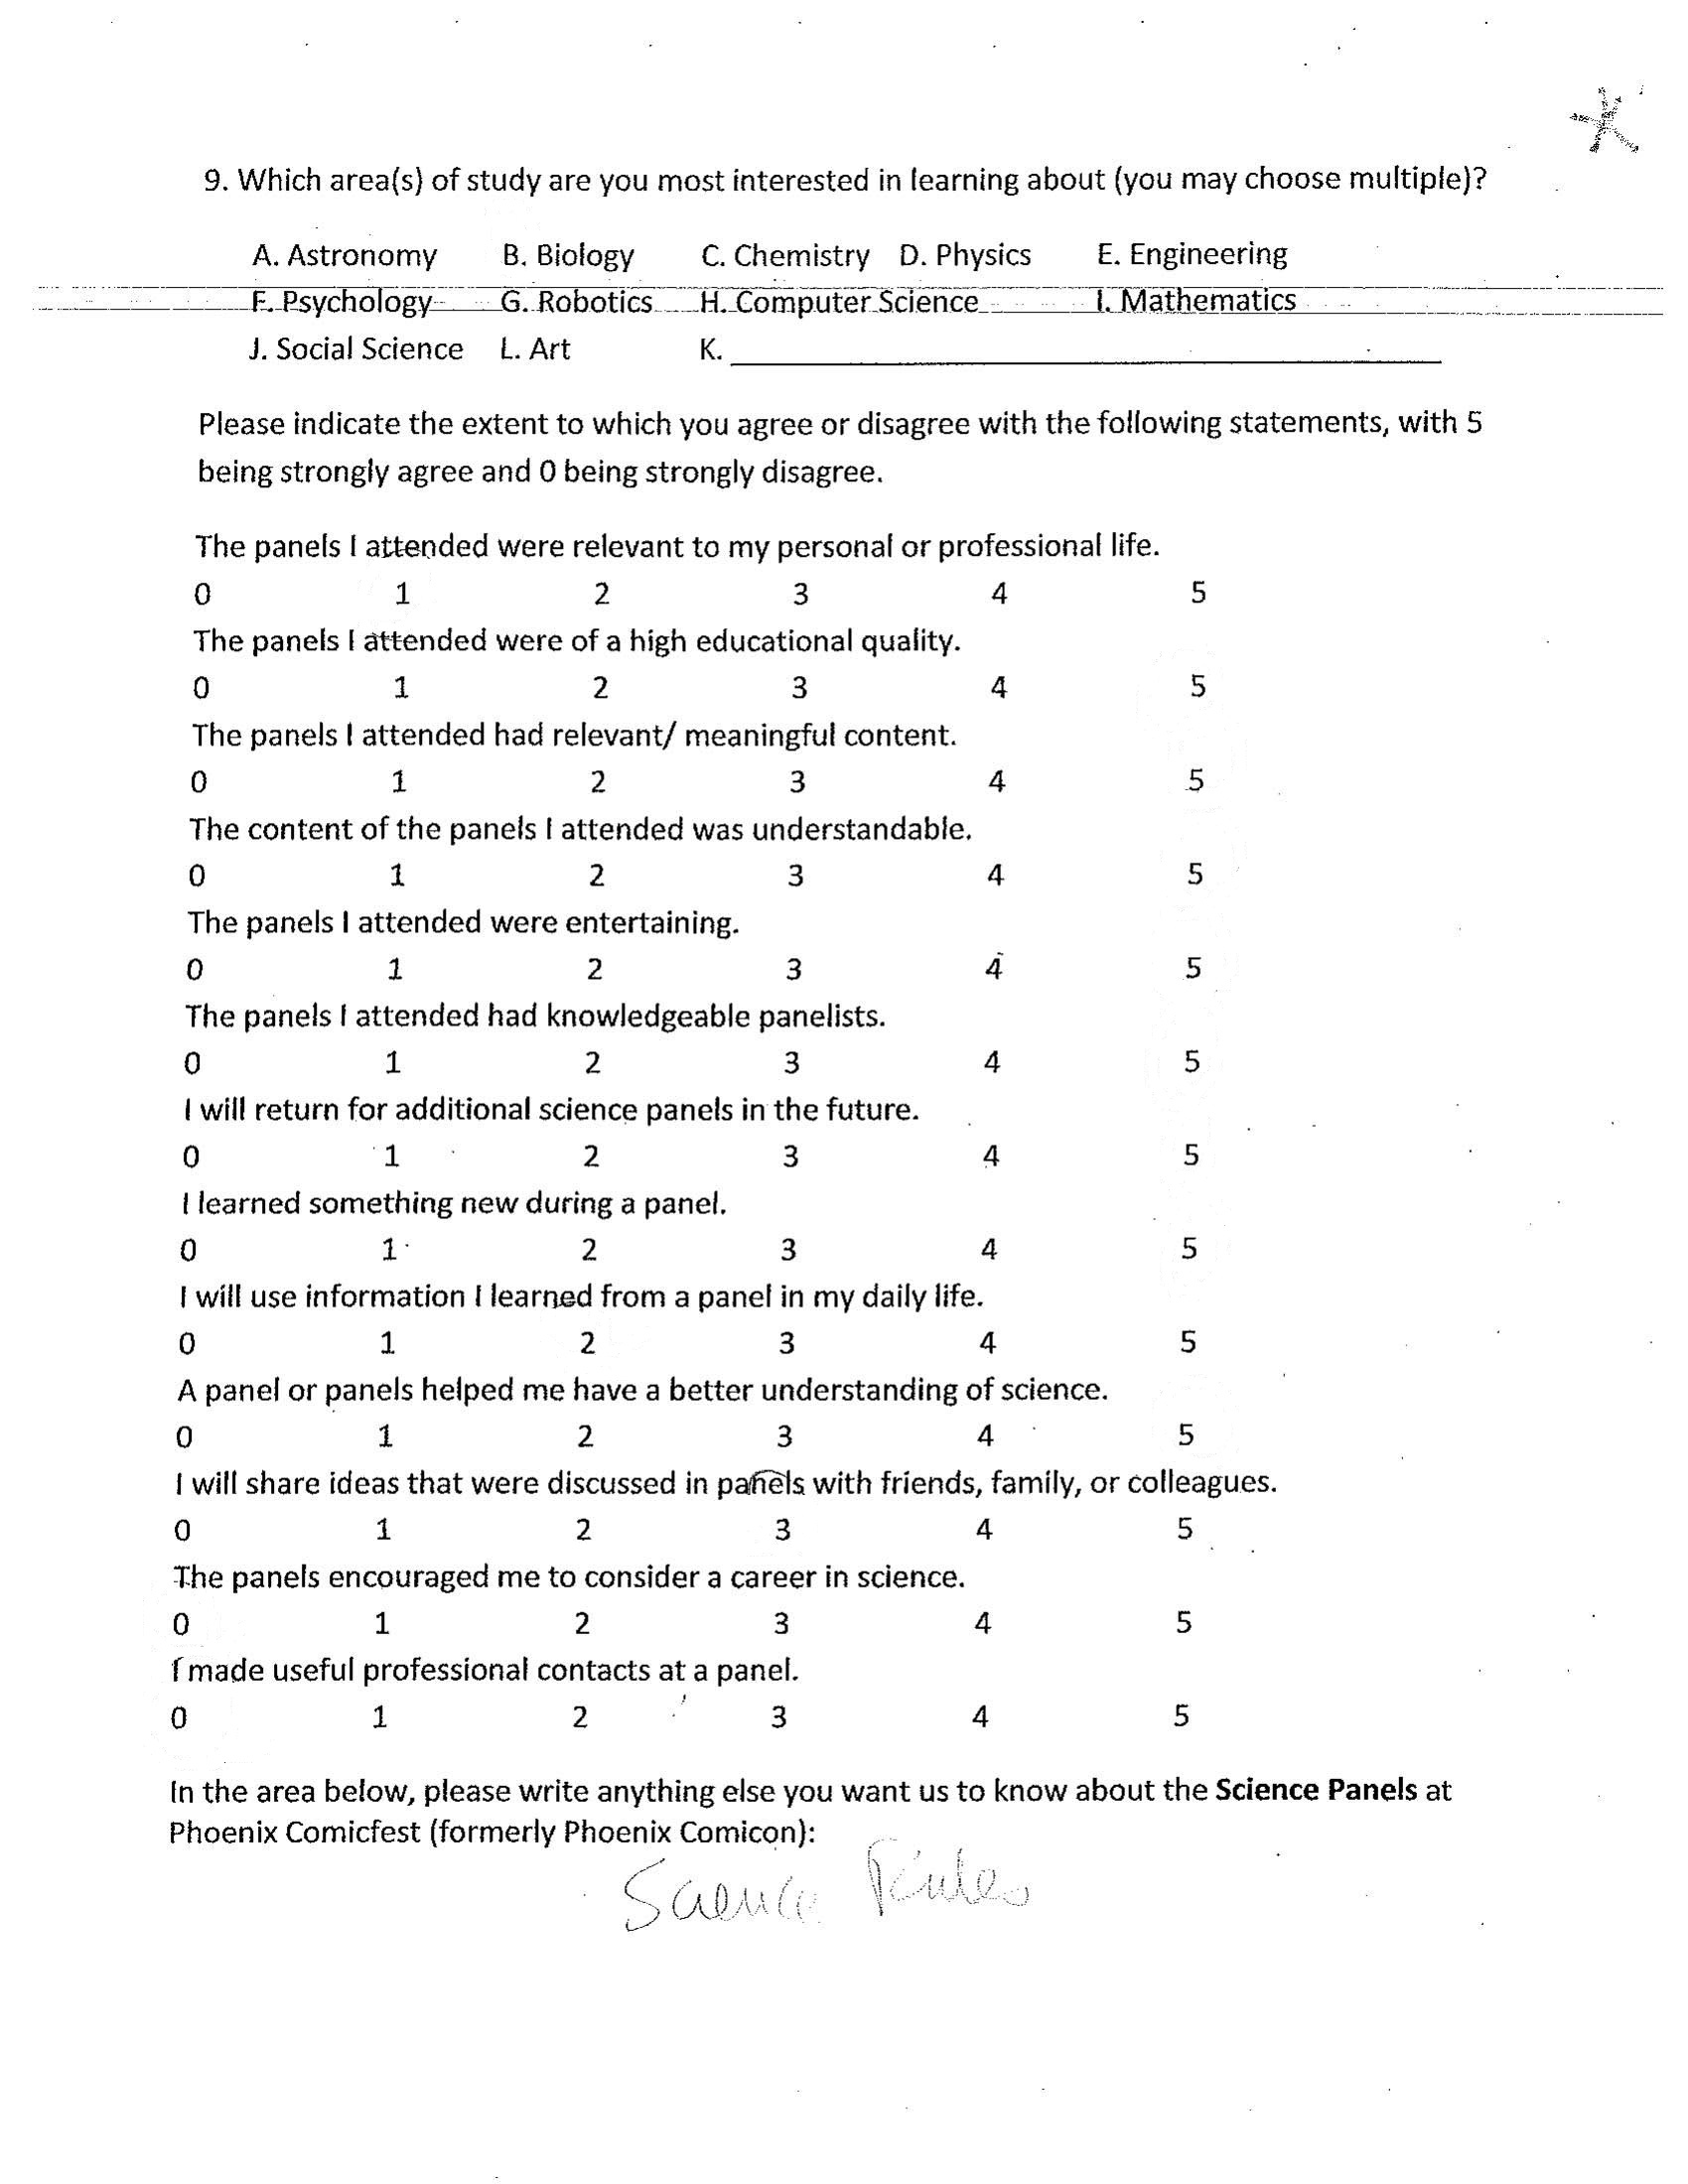 9. Which area(s) of study are you most interested in learning about (you may choose multiple)?
A. Astronomy B. Biology C. Chemistry D. Physics E. Engineering
F. Psychology G. Robotics H. Computer Science I. Mathematics
J. Social Science L. Art K.
Please indicate the extent to which you agree or disagree with the following statements, with 5
being strongly agree and 0 being strongly disagree.
The panels I attended were relevant to my personal or professional life.
0 1 2 3 4 5
The panels I attended were of a high educational quality.
0 1 2 3 4 5
The panels I attended had relevant/ meaningful content.
0 1 2 3 4 5
The content of the panels I attended was understandable.
0 1 2 3 4 5
The panels I attended were entertaining.
0 1 2 3 4 5
The panels I attended had knowledgeable panelists.
0 1 2 3 4 5
I will return for additional science panels in the future.
0 1 2 3 4 5
I learned something new during a panel.
0 1 2 3 4 5
I will use information I learned from a panel in my daily life.
0 1 2 3 4 5
A panel or panels helped me have a better understanding of science.
0 1 2 3 4 5
I will share ideas that were discussed in panels with friends, family, or colleagues.
0 1 2 3 4 5
The panels encouraged me to consider a career in science.
0 1 2 3 4 5
I made useful professional contacts at a panel.
0 1 2 3 4 5
In the area below, please write anything else you want us to know about the Science Panels at
Phoenix Comicfest (formerly Phoenix Comicon):
Science Rules